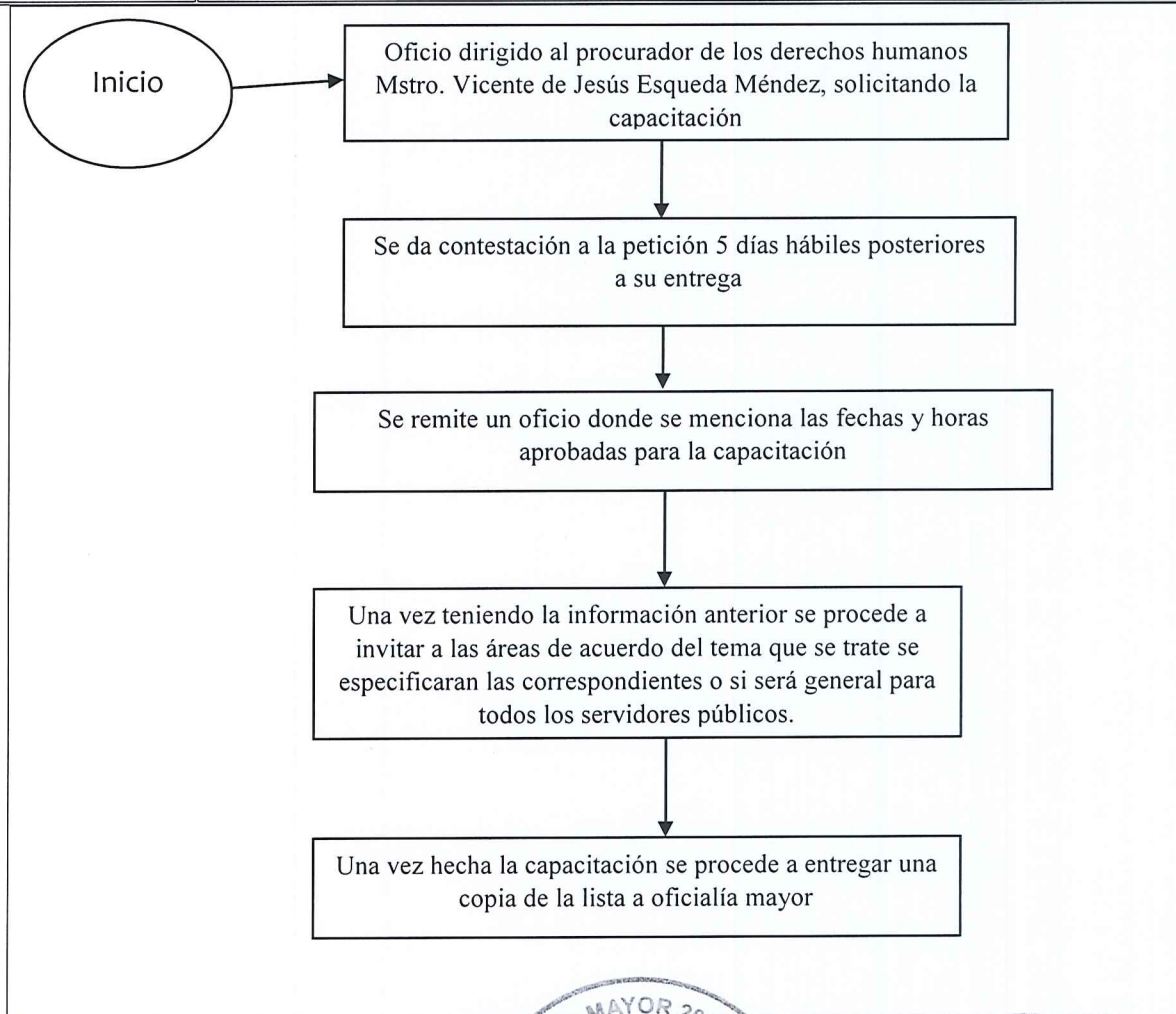 Inicio
Oficio dirigido al procurador de los derechos humanos
Mstro. Vicente de Jesús Esqueda Méndez, solicitando la
capacitación
Se da contestación a la petición 5 días hábiles posteriores
a su entrega
Se remite un oficio donde se menciona las fechas y horas
aprobadas para la capacitación
Una vez teniendo la información anterior se procede a
invitar a las áreas de acuerdo del tema que se trate se
especificaran las correspondientes o si será general para
todos los servidores públicos.
Una vez hecha la capacitación se procede a entregar una
copia de la lista a oficialía mayor
MAYOR